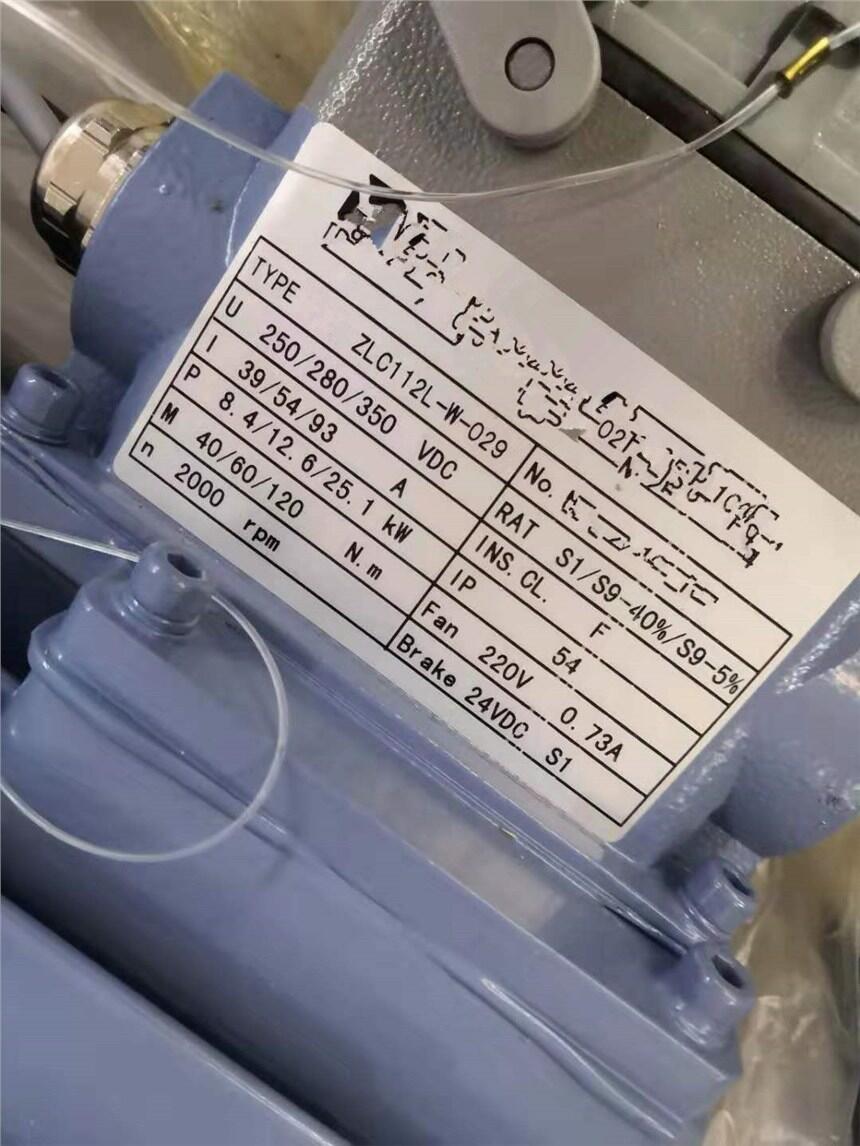 TYPE ZLC112L-W-029 No.
U 250/280/350 VDC RAT S1/S9-40%/S9-5%
I 39/54/93 A INS.CL. F
P 8.4/12.6/25.1 kW IP 54
M 40/60/120 N.m Fan 220V 0.73A
n 2000 rpm Brake 24VDC S1